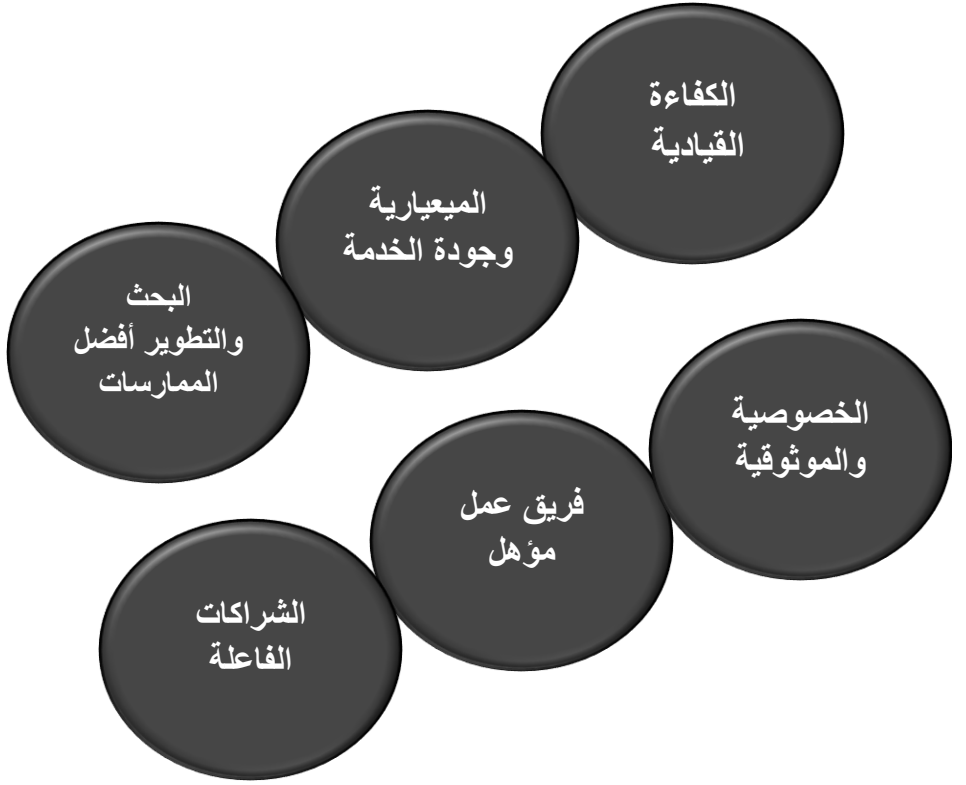 الكفاءة
القيادية
الميعيارية
وجودة الخدمة
البحث
والتطوير أفضل
الممارسات
الخصوصية
والموثوقية
فريق عمل
مؤهل
الشراكات
الفاعلة